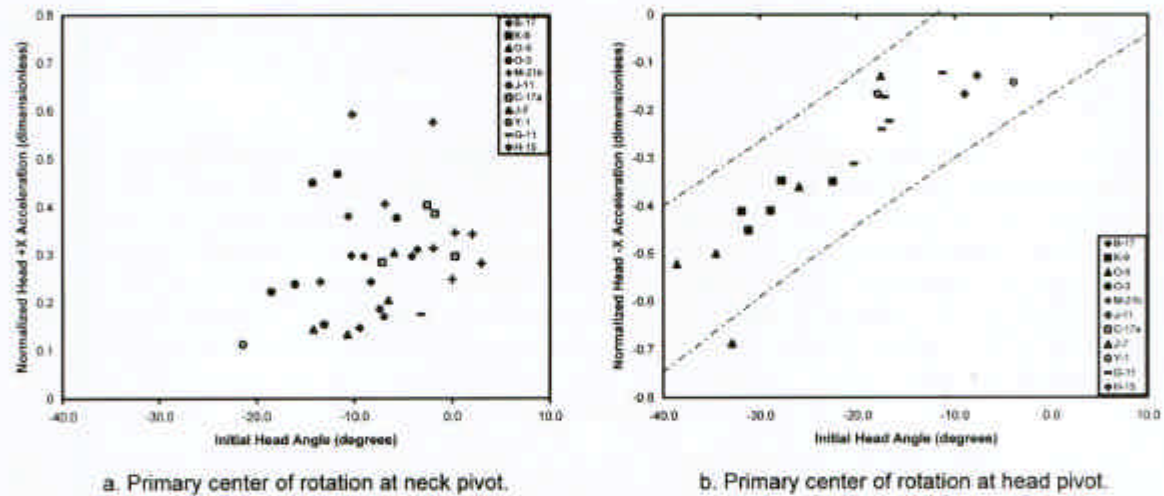 0.8
0.7
0.6
0.5
0.4
0.3
0.2
0.1
0
-40.0
-30.0
-20.0
-10.0
0.0
10.0
Normalized Head +X Acceleration (dimensionless)
Initial Head Angle (degrees)
B-17
K-9
O-9
O-3
M-21b
J-11
C-17a
J-7
Y-1
G-11
H-15
a. Primary center of rotation at neck pivot.
0
-0.1
-0.2
-0.3
-0.4
-0.5
-0.6
-0.7
-0.8
-40.0
-30.0
-20.0
-10.0
0.0
10.0
Normalized Head -X Acceleration (dimensionless)
Initial Head Angle (degrees)
B-17
K-9
O-9
O-3
M-21b
J-11
C-17a
J-7
Y-1
G-11
H-15
b. Primary center of rotation at head pivot.